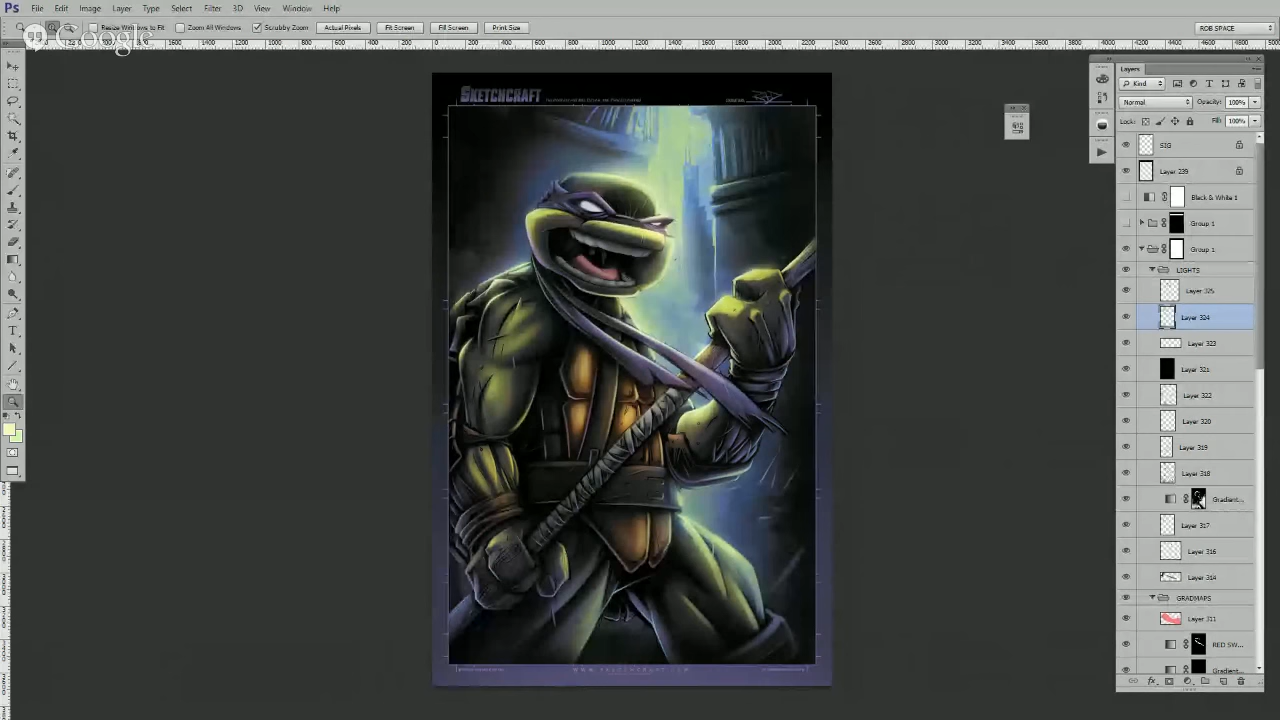 Ps File Edit Image Layer Type Select Filter 3D View Window Help
Resize Windows to Fit Zoom All Windows Scrubby Zoom Actual Pixels Fit Screen Fill Screen Print Size ROB SPACE
Google
SKETCHCRAFT
Layers
Kind
Normal Opacity: 100%
Lock: Fill: 100%
SIG
Layer 239
Black & White 1
Group 1
Group 1
LIGHTS
Layer 325
Layer 324
Layer 323
Layer 321
Layer 322
Layer 320
Layer 319
Layer 318
Gradient...
Layer 317
Layer 316
Layer 314
GRADMAPS
Layer 311
RED SW...
Gradient...